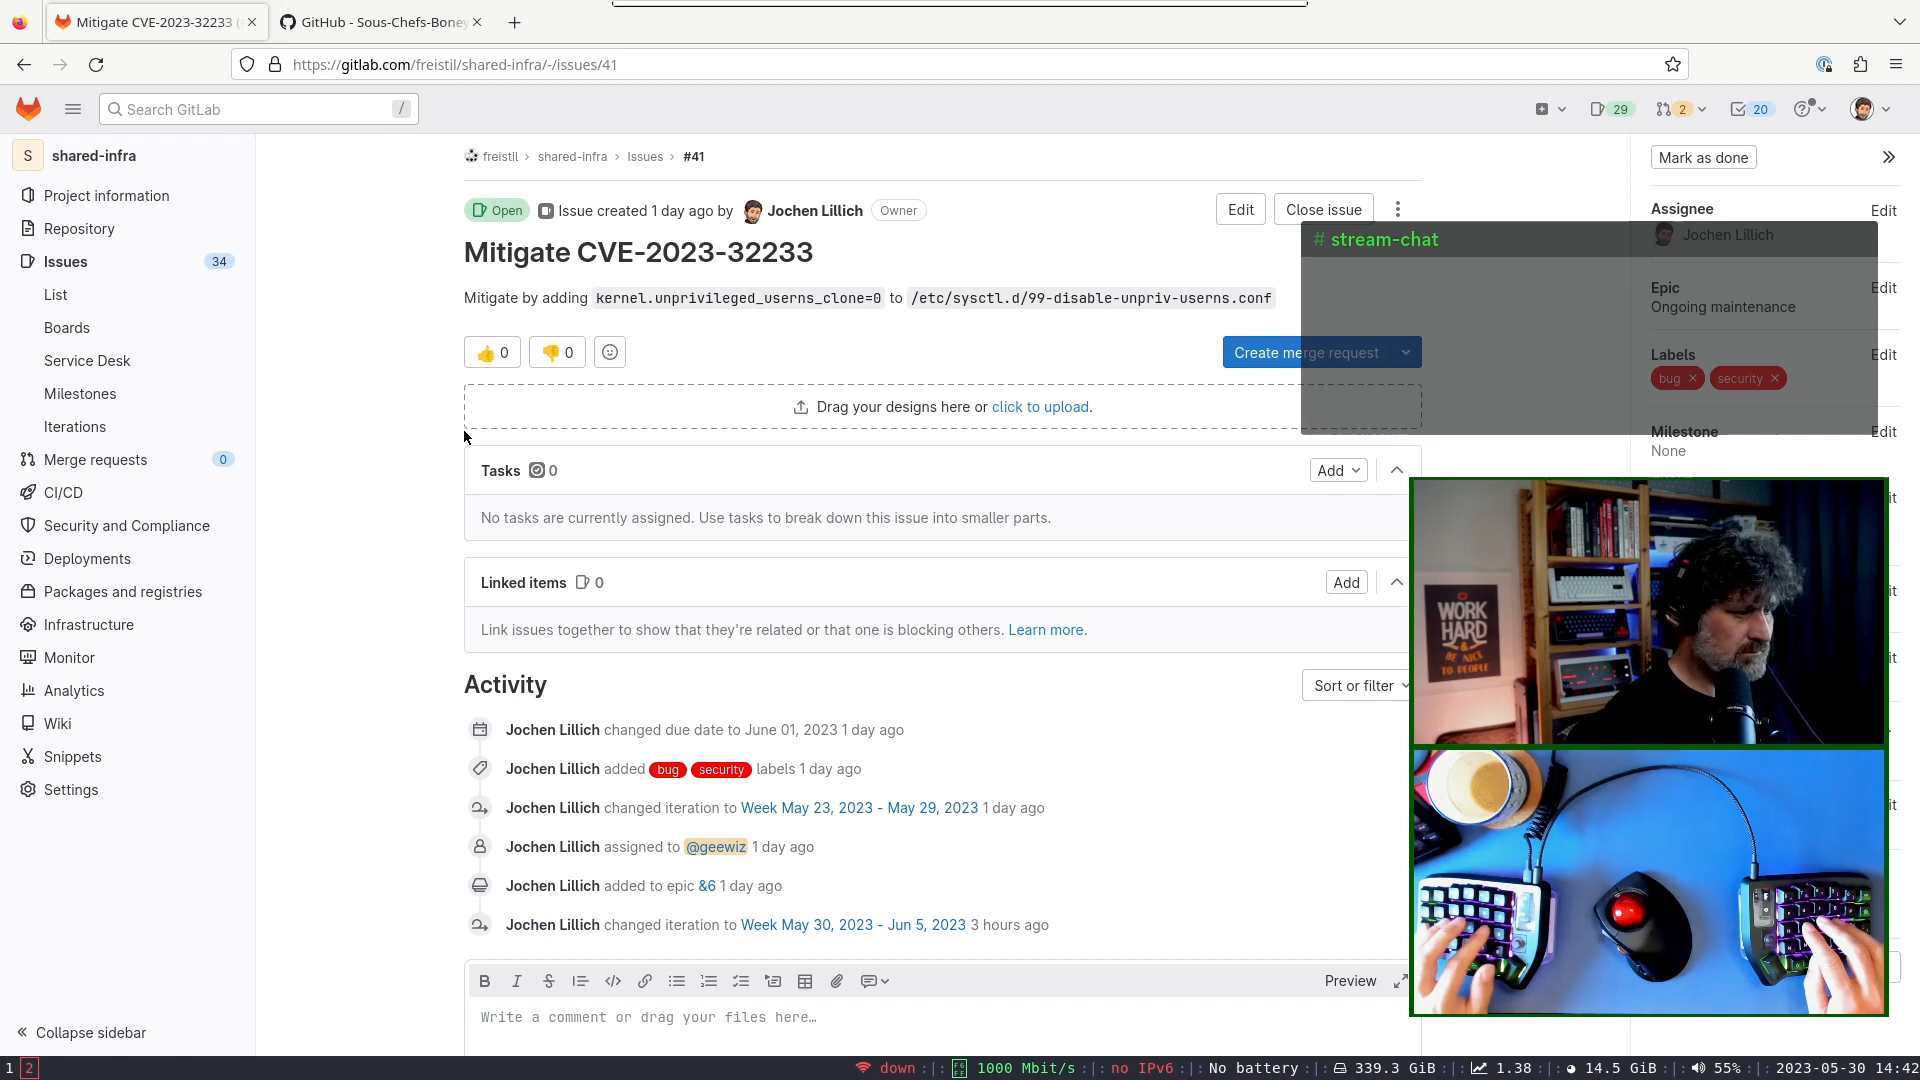 Mitigate CVE-2023-32233
GitHub - Sous-Chefs-Boney
https://gitlab.com/freistil/shared-infra/-/issues/41
Search GitLab
/
29
2
20
S
shared-infra
Project information
Repository
Issues
34
List
Boards
Service Desk
Milestones
Iterations
Merge requests
0
CI/CD
Security and Compliance
Deployments
Packages and registries
Infrastructure
Monitor
Analytics
Wiki
Snippets
Settings
Collapse sidebar
freistil › shared-infra › Issues › #41
Open Issue created 1 day ago by Jochen Lillich Owner
Edit
Close issue
Mitigate CVE-2023-32233
Mitigate by adding kernel.unprivileged_userns_clone=0 to /etc/sysctl.d/99-disable-unpriv-userns.conf
0
0
Create merge request
Drag your designs here or click to upload.
Tasks 0
Add
No tasks are currently assigned. Use tasks to break down this issue into smaller parts.
Linked items 0
Add
Link issues together to show that they're related or that one is blocking others. Learn more.
Activity
Sort or filter
Jochen Lillich changed due date to June 01, 2023 1 day ago
Jochen Lillich added bug security labels 1 day ago
Jochen Lillich changed iteration to Week May 23, 2023 - May 29, 2023 1 day ago
Jochen Lillich assigned to @geewiz 1 day ago
Jochen Lillich added to epic &6 1 day ago
Jochen Lillich changed iteration to Week May 30, 2023 - Jun 5, 2023 3 hours ago
Preview
Write a comment or drag your files here…
Mark as done
Assignee
Edit
Jochen Lillich
# stream-chat
Epic
Edit
Ongoing maintenance
Labels
Edit
bug
security
Milestone
Edit
None
WORK
HARD
& BE NICE
TO PEOPLE
1 2
down :|: 1000 Mbit/s :|: no IPv6 :|: No battery :|: 339.3 GiB :|: 1.38 :|: 14.5 GiB :|: 55% :|: 2023-05-30 14:42